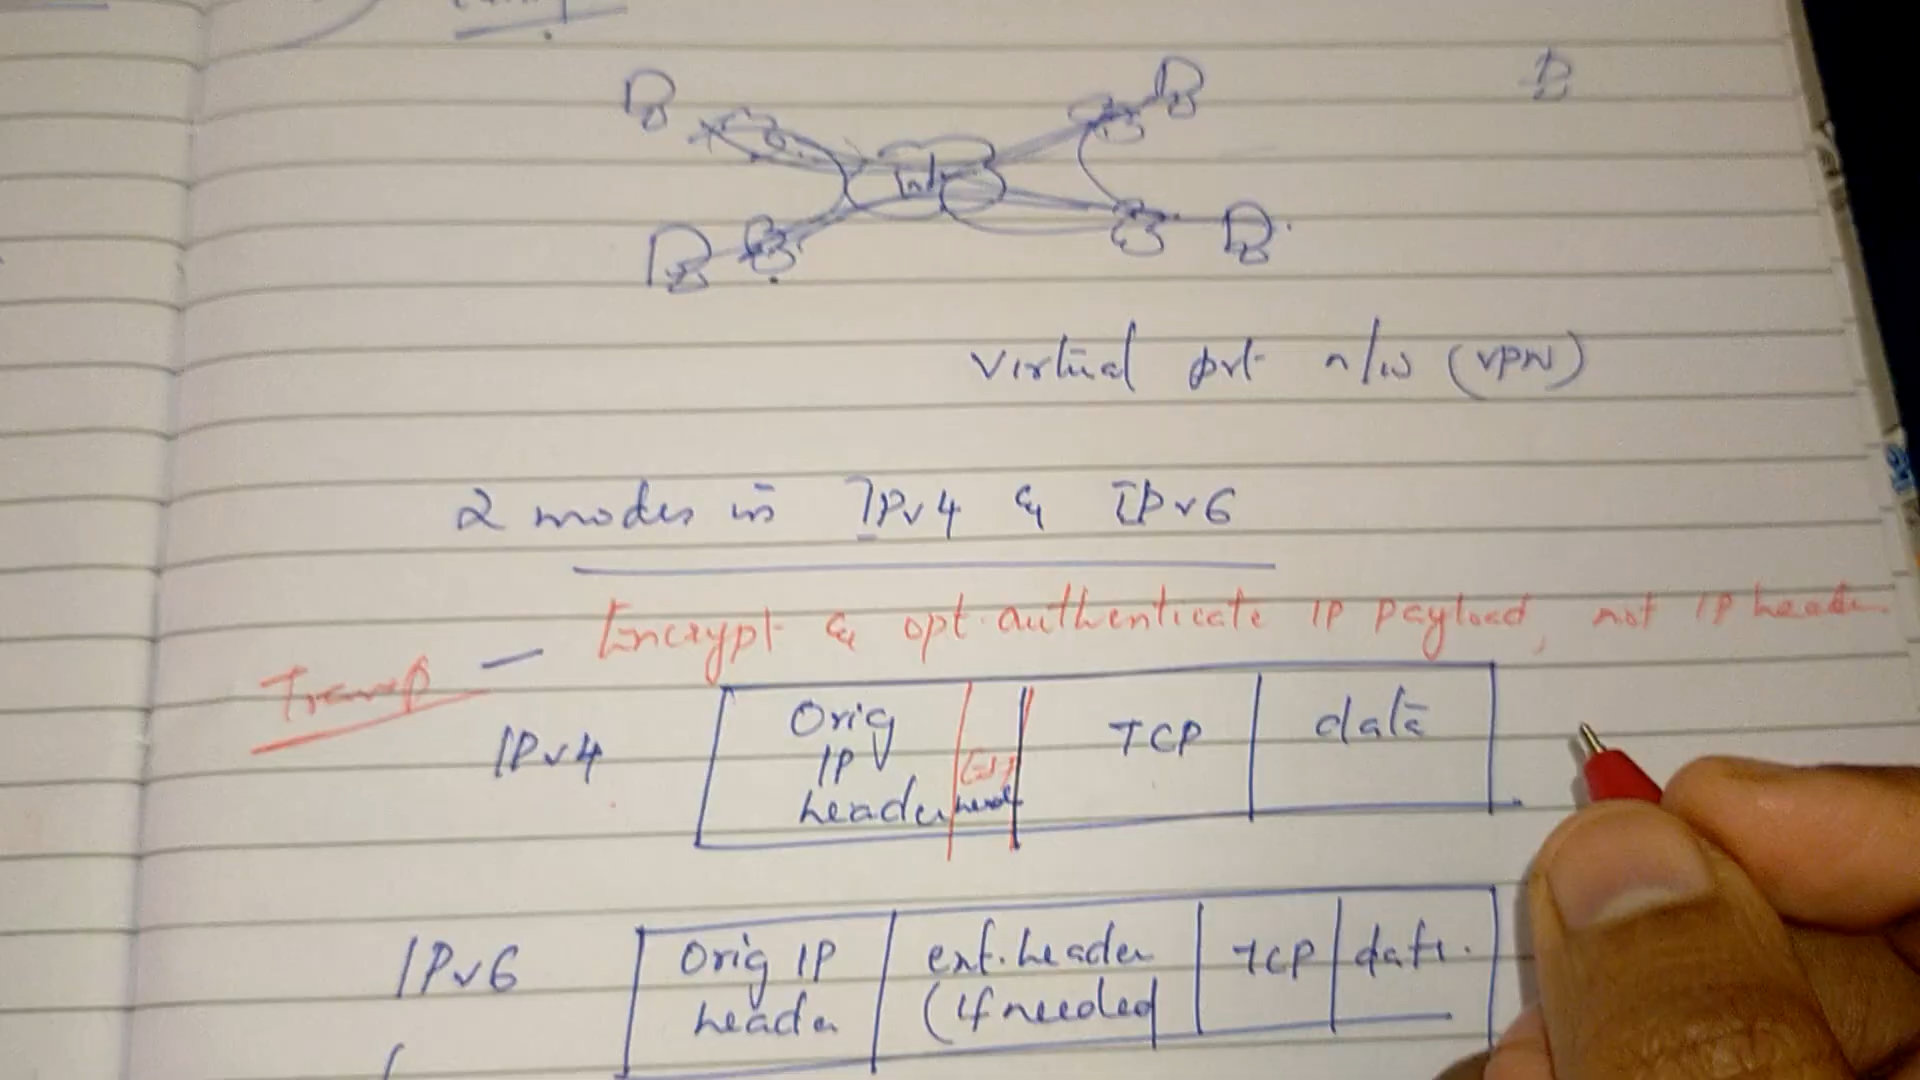 Int
Virtual pvt n/w (VPN)
2 modes in IPv4 & IPv6
Transp — Encrypt & opt. authenticate IP payload, not IP header.
IPv4 Orig IP header head TCP data
IPv6 Orig IP header ext. header (if needed TCP data.